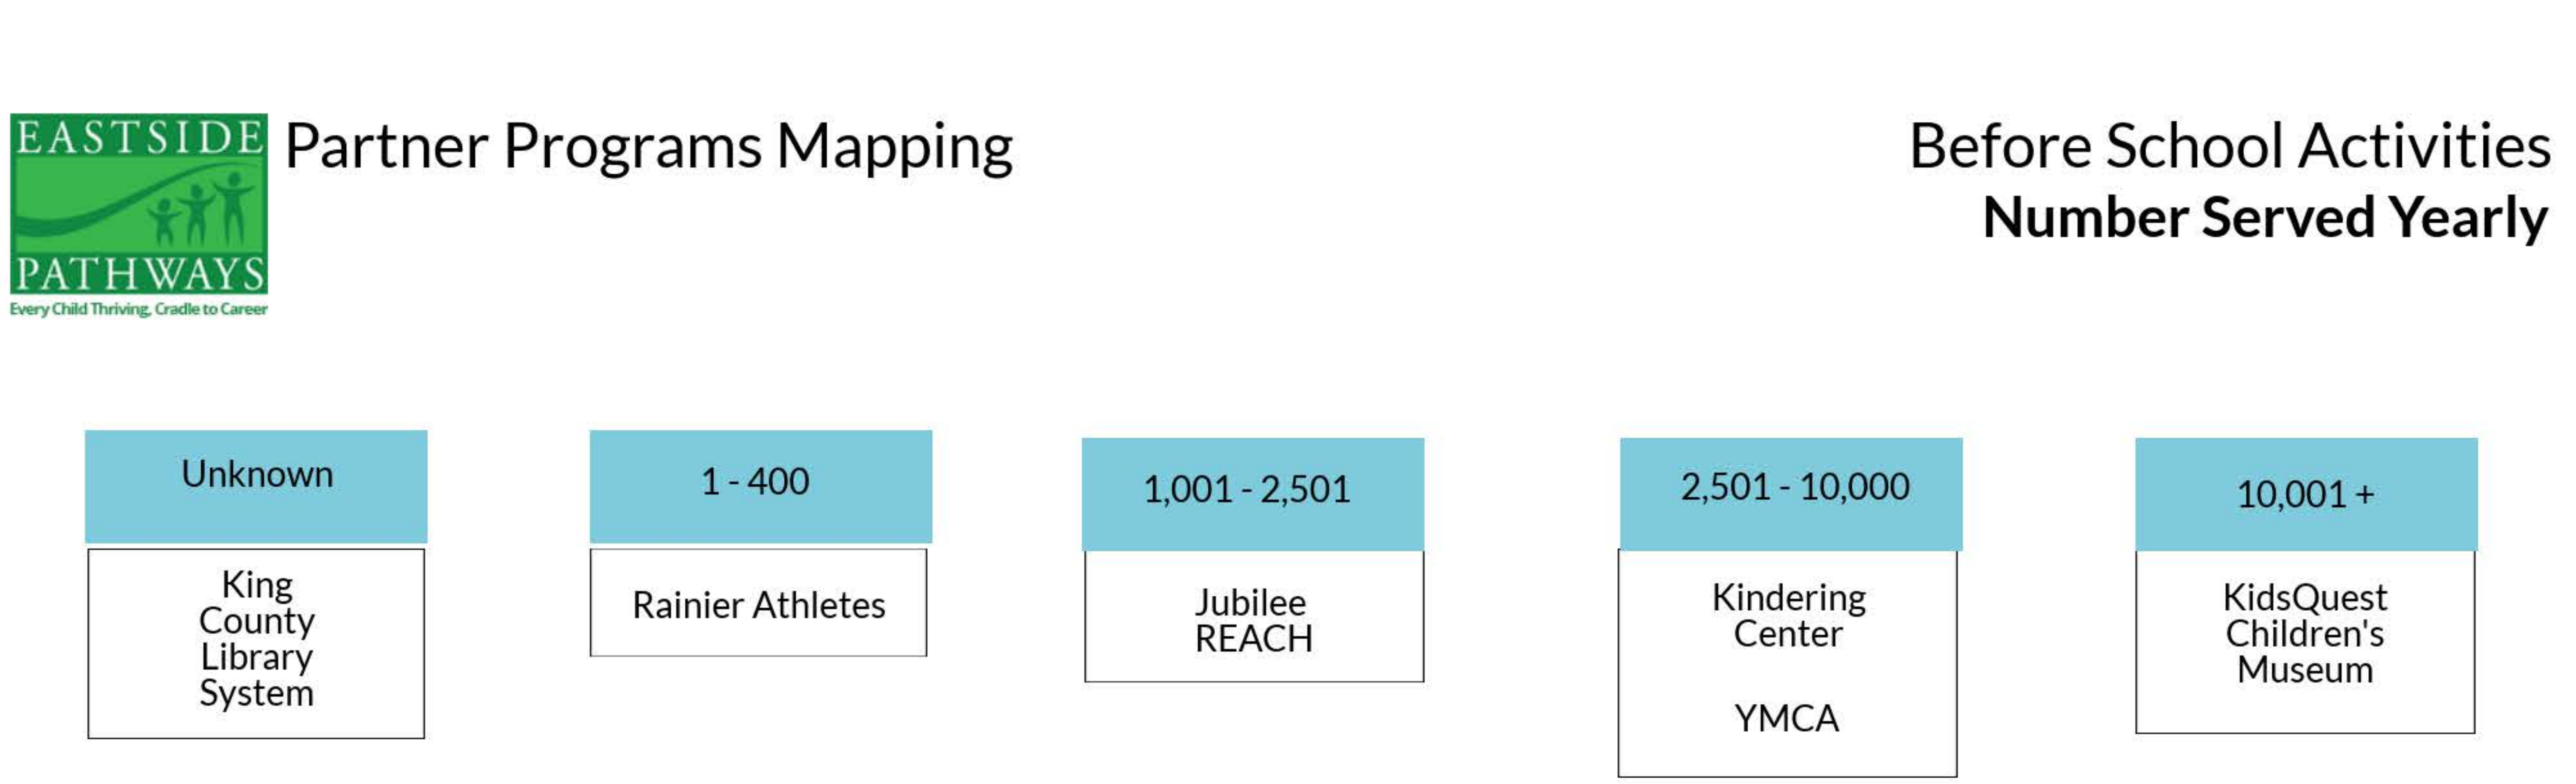 EASTSIDE
PATHWAYS
Every Child Thriving, Cradle to Career
Partner Programs Mapping
Before School Activities
Number Served Yearly
Unknown
King
County
Library
System
1 - 400
Rainier Athletes
1,001 - 2,501
Jubilee
REACH
2,501 - 10,000
Kindering
Center
YMCA
10,001 +
KidsQuest
Children's
Museum